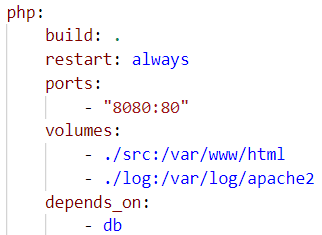 php:
    build: .
    restart: always
    ports:
        - "8080:80"
    volumes:
        - ./src:/var/www/html
        - ./log:/var/log/apache2
    depends_on:
        - db